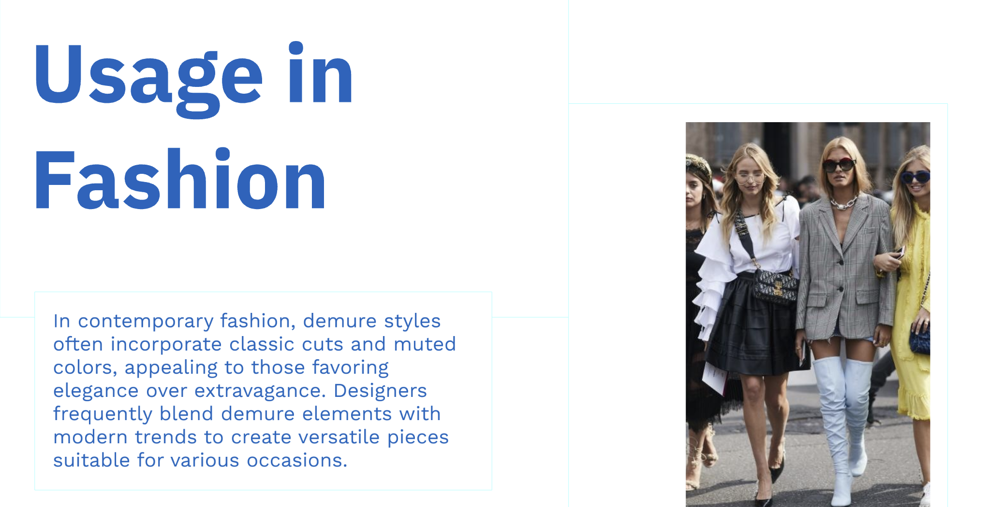 Usage in
Fashion
In contemporary fashion, demure styles
often incorporate classic cuts and muted
colors, appealing to those favoring
elegance over extravagance. Designers
frequently blend demure elements with
modern trends to create versatile pieces
suitable for various occasions.